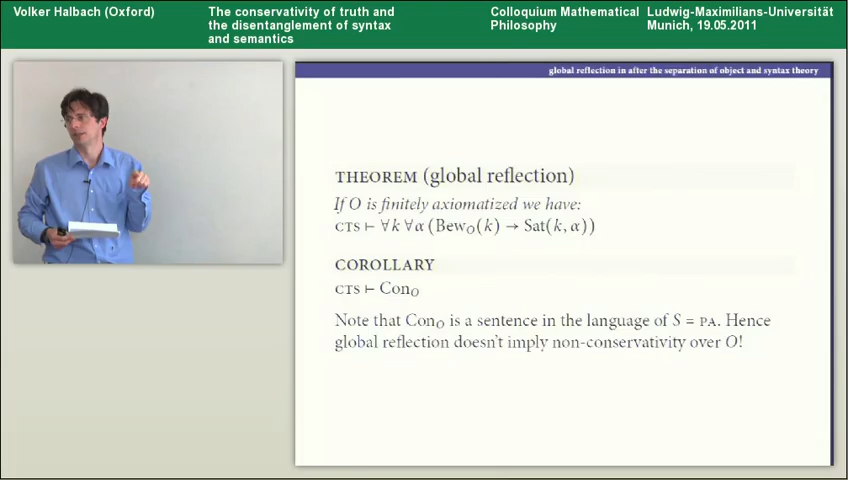 Volker Halbach (Oxford)
The conservativity of truth and
the disentanglement of syntax
and semantics
Colloquium Mathematical
Philosophy
Ludwig-Maximilians-Universität
Munich, 19.05.2011
global reflection in after the separation of object and syntax theory
THEOREM (global reflection)
If O is finitely axiomatized we have:
CTS ⊢ ∀k ∀α (Bew_O(k) → Sat(k, α))
COROLLARY
CTS ⊢ Con_O
Note that Con_O is a sentence in the language of S = PA. Hence
global reflection doesn't imply non-conservativity over O!